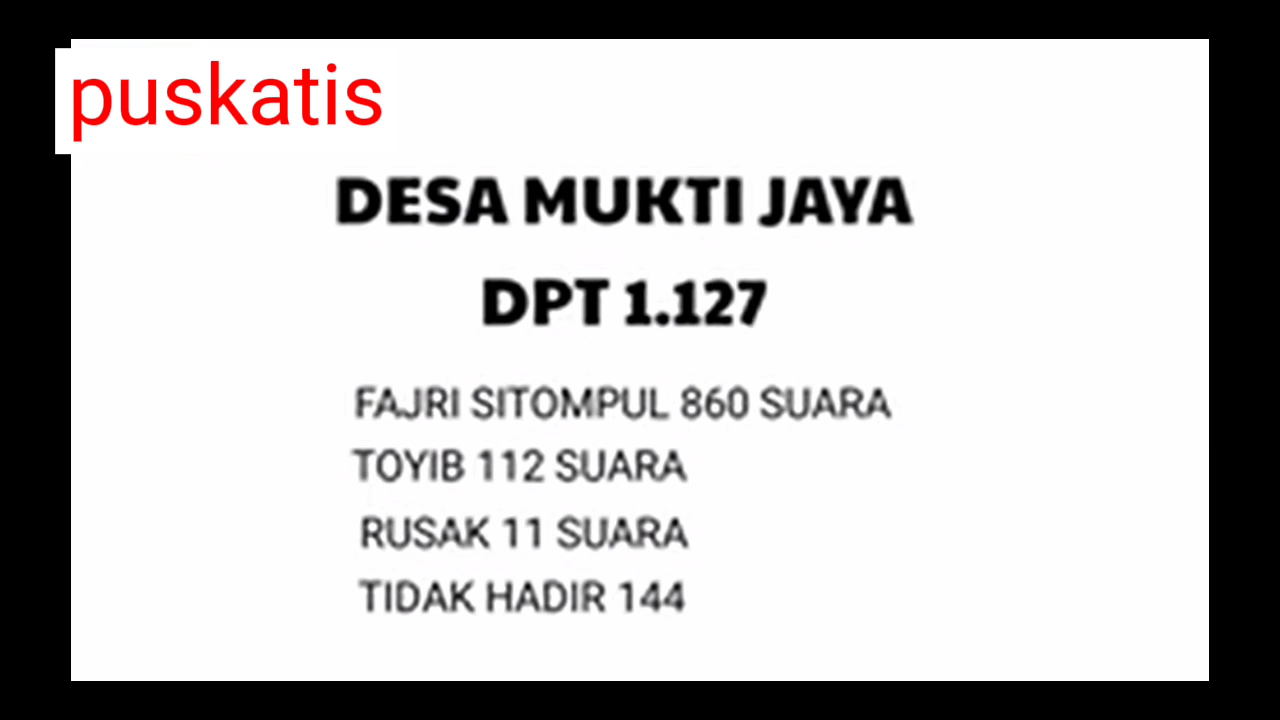 puskatis
DESA MUKTI JAYA
DPT 1.127
FAJRI SITOMPUL 860 SUARA
TOYIB 112 SUARA
RUSAK 11 SUARA
TIDAK HADIR 144